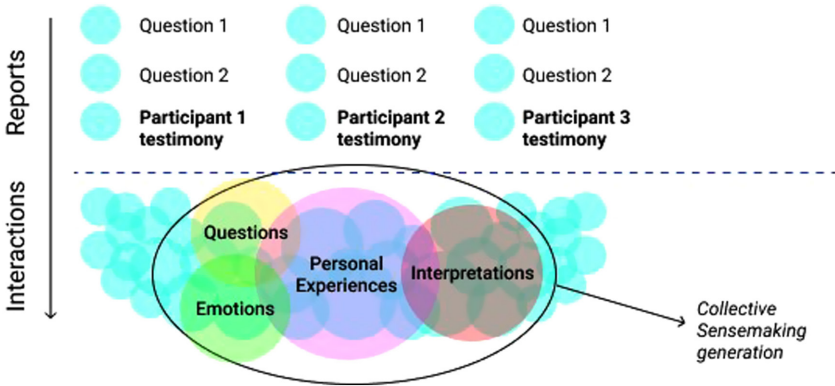 Reports
Question 1
Question 1
Question 1
Question 2
Question 2
Question 2
Participant 1
testimony
Participant 2
testimony
Participant 3
testimony
Interactions
Questions
Personal
Experiences
Interpretations
Emotions
Collective
Sensemaking
generation